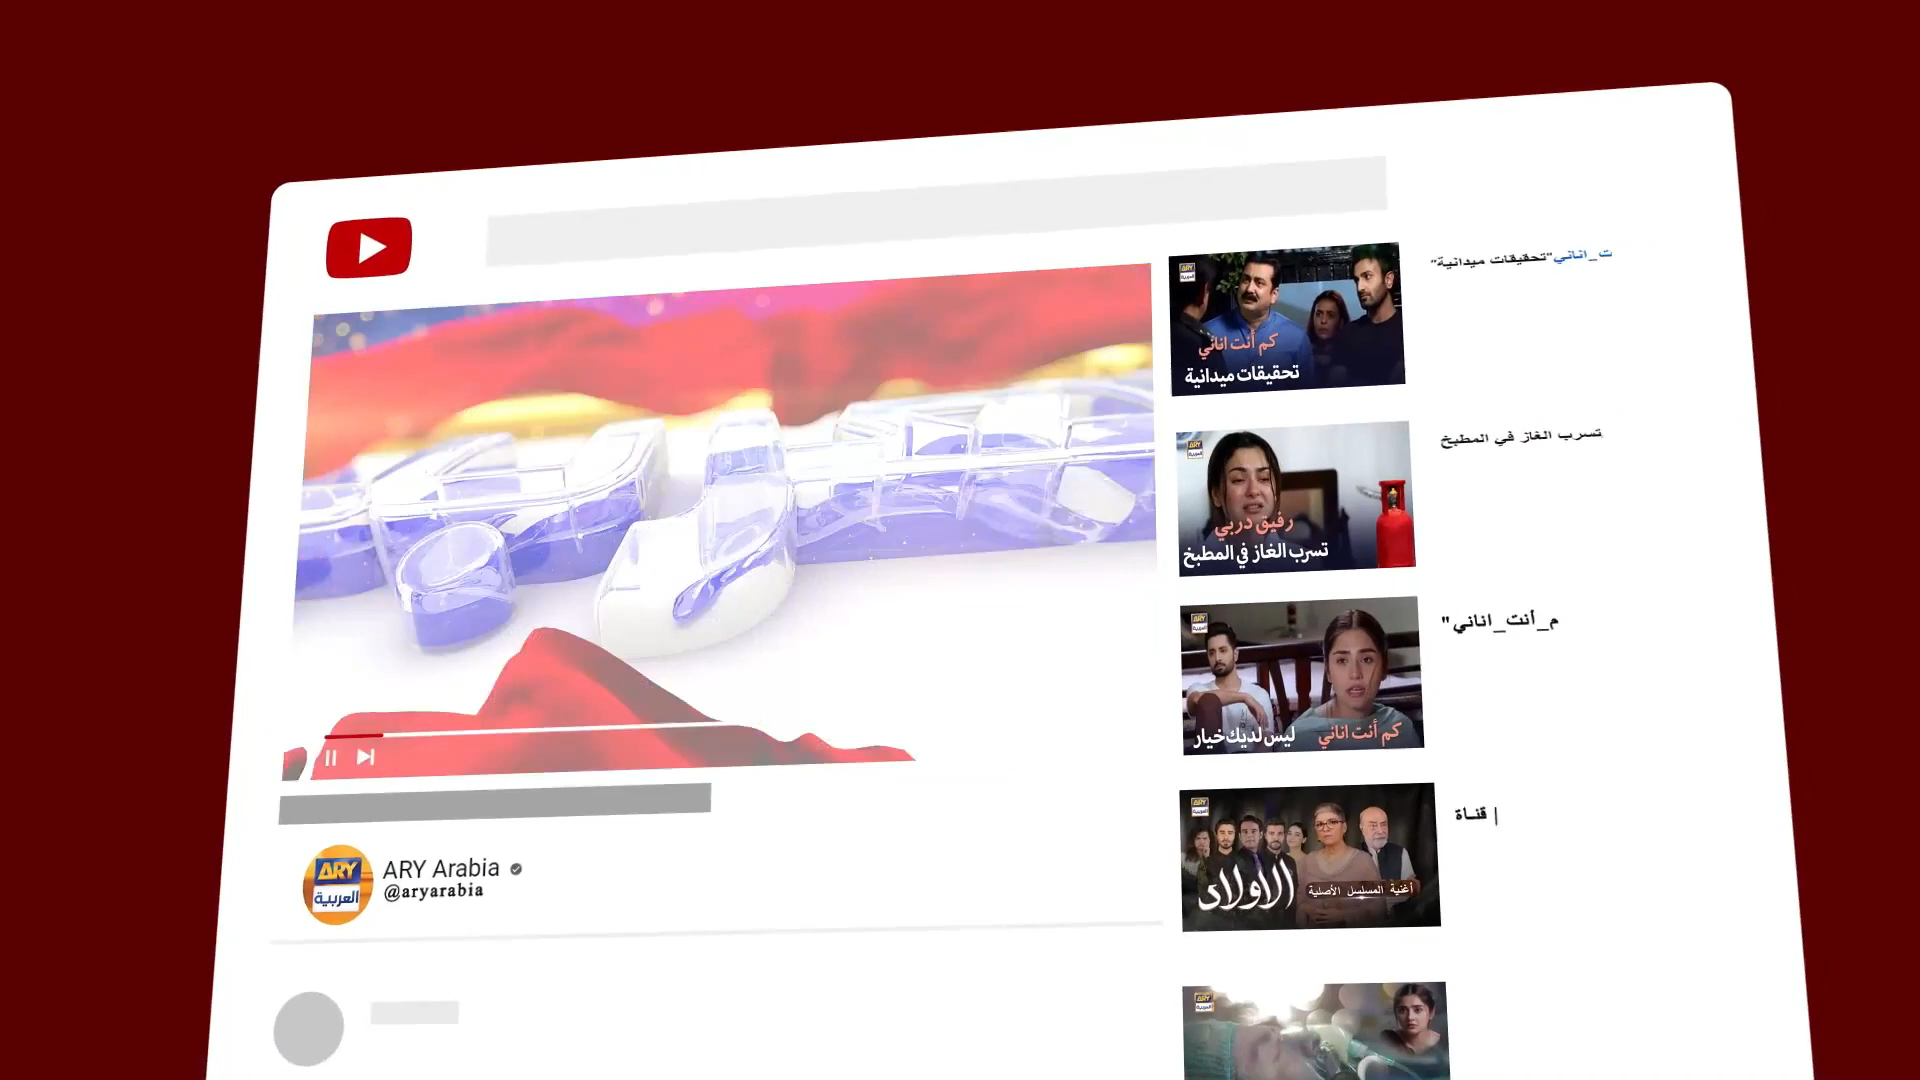 ت_اناني"تحقيقات ميدانية"
كم أنت اناني
تحقيقات ميدانية
تسرب الغاز في المطبخ
رفيق دربي
تسرب الغاز في المطبخ
م_أنت_اناني"
كم أنت اناني
ليس لديك خيار
| قناة
الاولاد
أغنية المسلسل الأصلية
ARY
العربية
ARY Arabia
@aryarabia